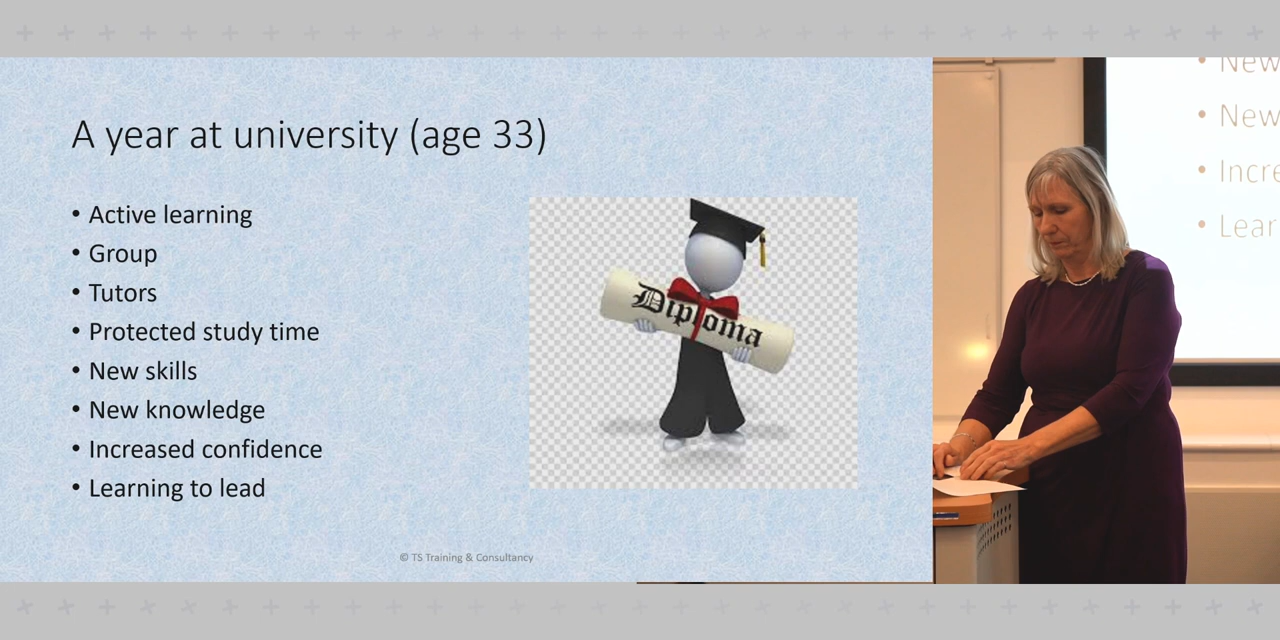 A year at university (age 33)
• Active learning
• Group
• Tutors
• Protected study time
• New skills
• New knowledge
• Increased confidence
• Learning to lead
Diploma
© TS Training & Consultancy
• New
• New
• Incre
• Lear